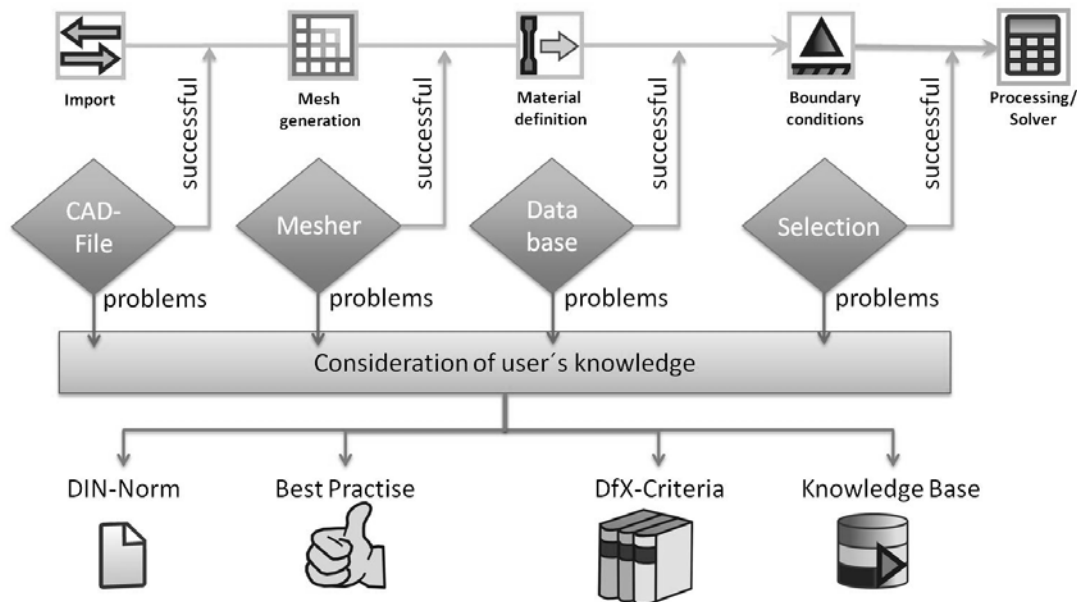 Import
Mesh
generation
Material
definition
Boundary
conditions
Processing/
Solver
successful
successful
successful
successful
CAD-
File
Mesher
Data
base
Selection
problems
problems
problems
problems
Consideration of user´s knowledge
DIN-Norm
Best Practise
DfX-Criteria
Knowledge Base